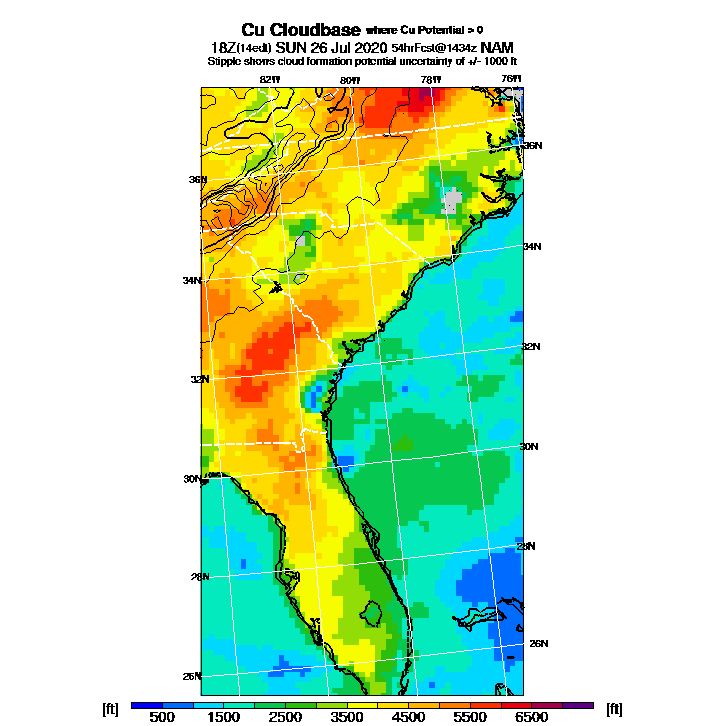 Cu Cloudbase where Cu Potential > 0
18Z(14edt) SUN 26 Jul 2020 54hrFcst@1434z NAM
Stipple shows cloud formation potential uncertainty of +/- 1000 ft
82W 80W 78W 76W
36N
36N
34N
34N
32N
32N
30N
30N
28N
28N
26N
26N
[ft] 500 1500 2500 3500 4500 5500 6500 [ft]